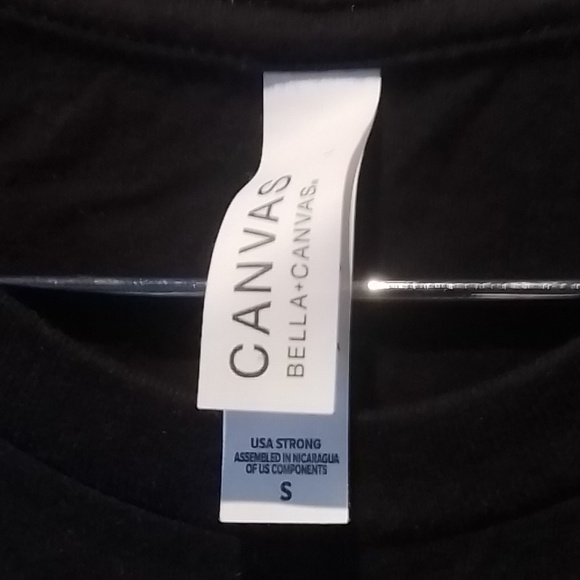 CANVAS
BELLA+CANVAS®
USA STRONG
ASSEMBLED IN NICARAGUA
OF US COMPONENTS
S